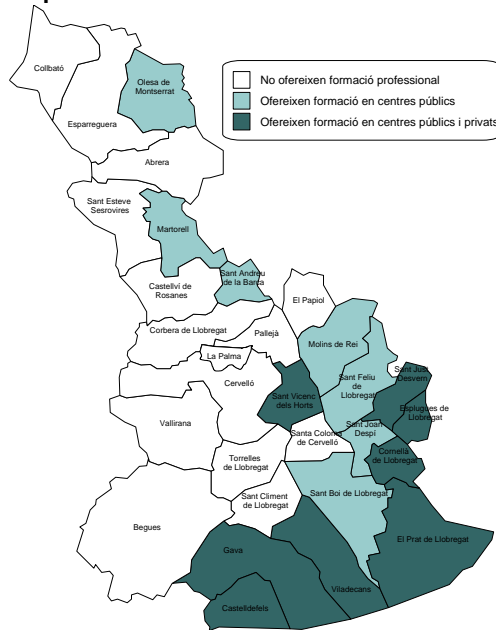 No ofereixen formació professional
Ofereixen formació en centres públics
Ofereixen formació en centres públics i privats
Collbató
Olesa de
Montserrat
Esparreguera
Abrera
Sant Esteve
Sesrovires
Martorell
Castellví de
Rosanes
Sant Andreu
de la Barca
El Papiol
Corbera de Llobregat
Pallejà
Molins de Rei
La Palma
Cervelló
Sant Vicenc
dels Horts
Sant Feliu
de Llobregat
Sant Just
Desvern
Esplugues de
Llobregat
Vallirana
Santa Coloma
de Cervelló
Sant Joan
Despí
Cornellà
de Llobregat
Torrelles
de Llobregat
Sant Climent
de Llobregat
Sant Boi de Llobregat
Begues
El Prat de Llobregat
Gava
Viladecans
Castelldefels